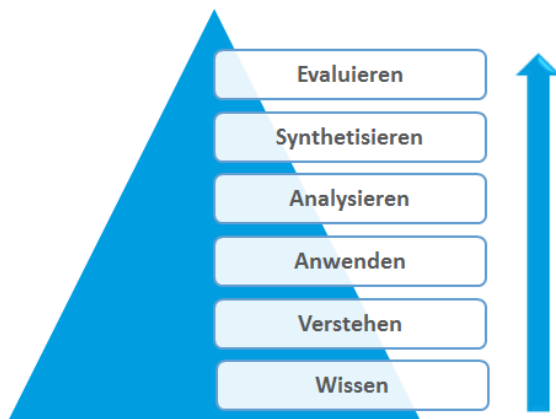 Evaluieren
Synthetisieren
Analysieren
Anwenden
Verstehen
Wissen